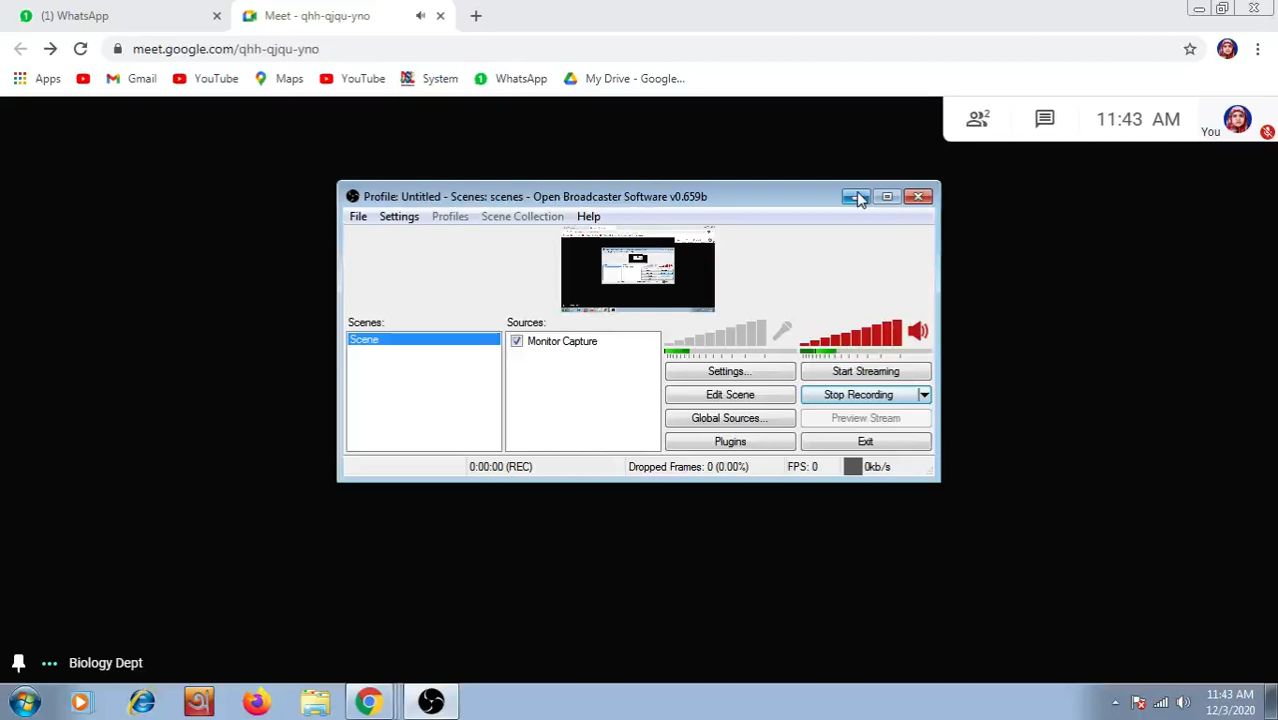 (1) WhatsApp
Meet - qhh-qjqu-yno
meet.google.com/qhh-qjqu-yno
Apps
Gmail
YouTube
Maps
YouTube
System
WhatsApp
My Drive - Google...
2
11:43 AM
You
Profile: Untitled - Scenes: scenes - Open Broadcaster Software v0.659b
File Settings Profiles Scene Collection Help
Scenes:
Sources:
Scene
Monitor Capture
Settings...
Start Streaming
Edit Scene
Stop Recording
Global Sources...
Preview Stream
Plugins
Exit
0:00:00 (REC)
Dropped Frames: 0 (0.00%)
FPS: 0
0kb/s
Biology Dept
11:43 AM
12/3/2020